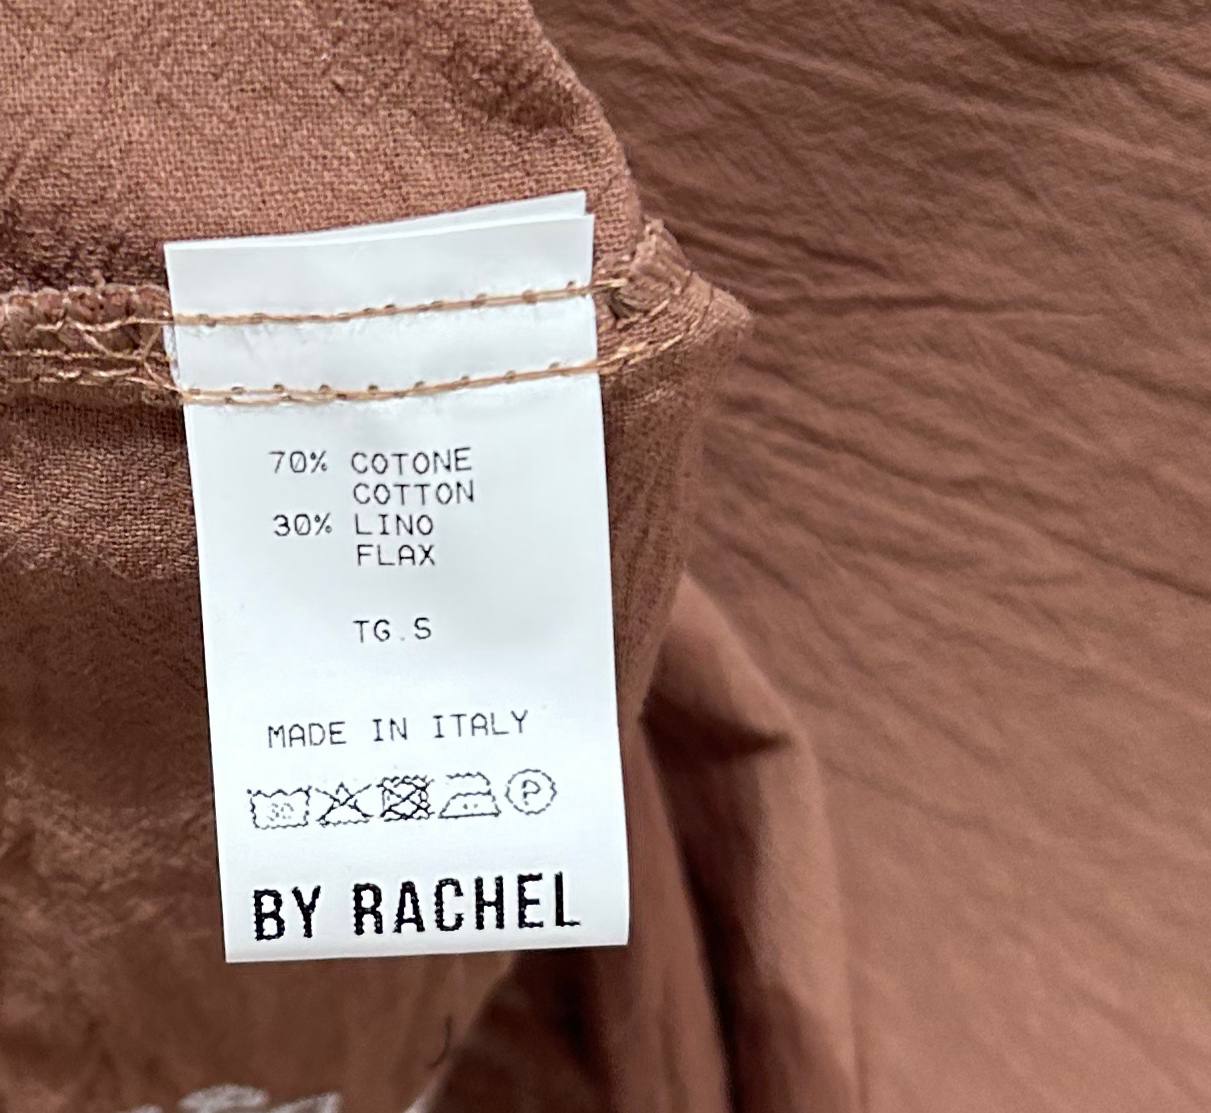 70% COTONE
COTTON
30% LINO
FLAX
TG.S
MADE IN ITALY
30 P
BY RACHEL